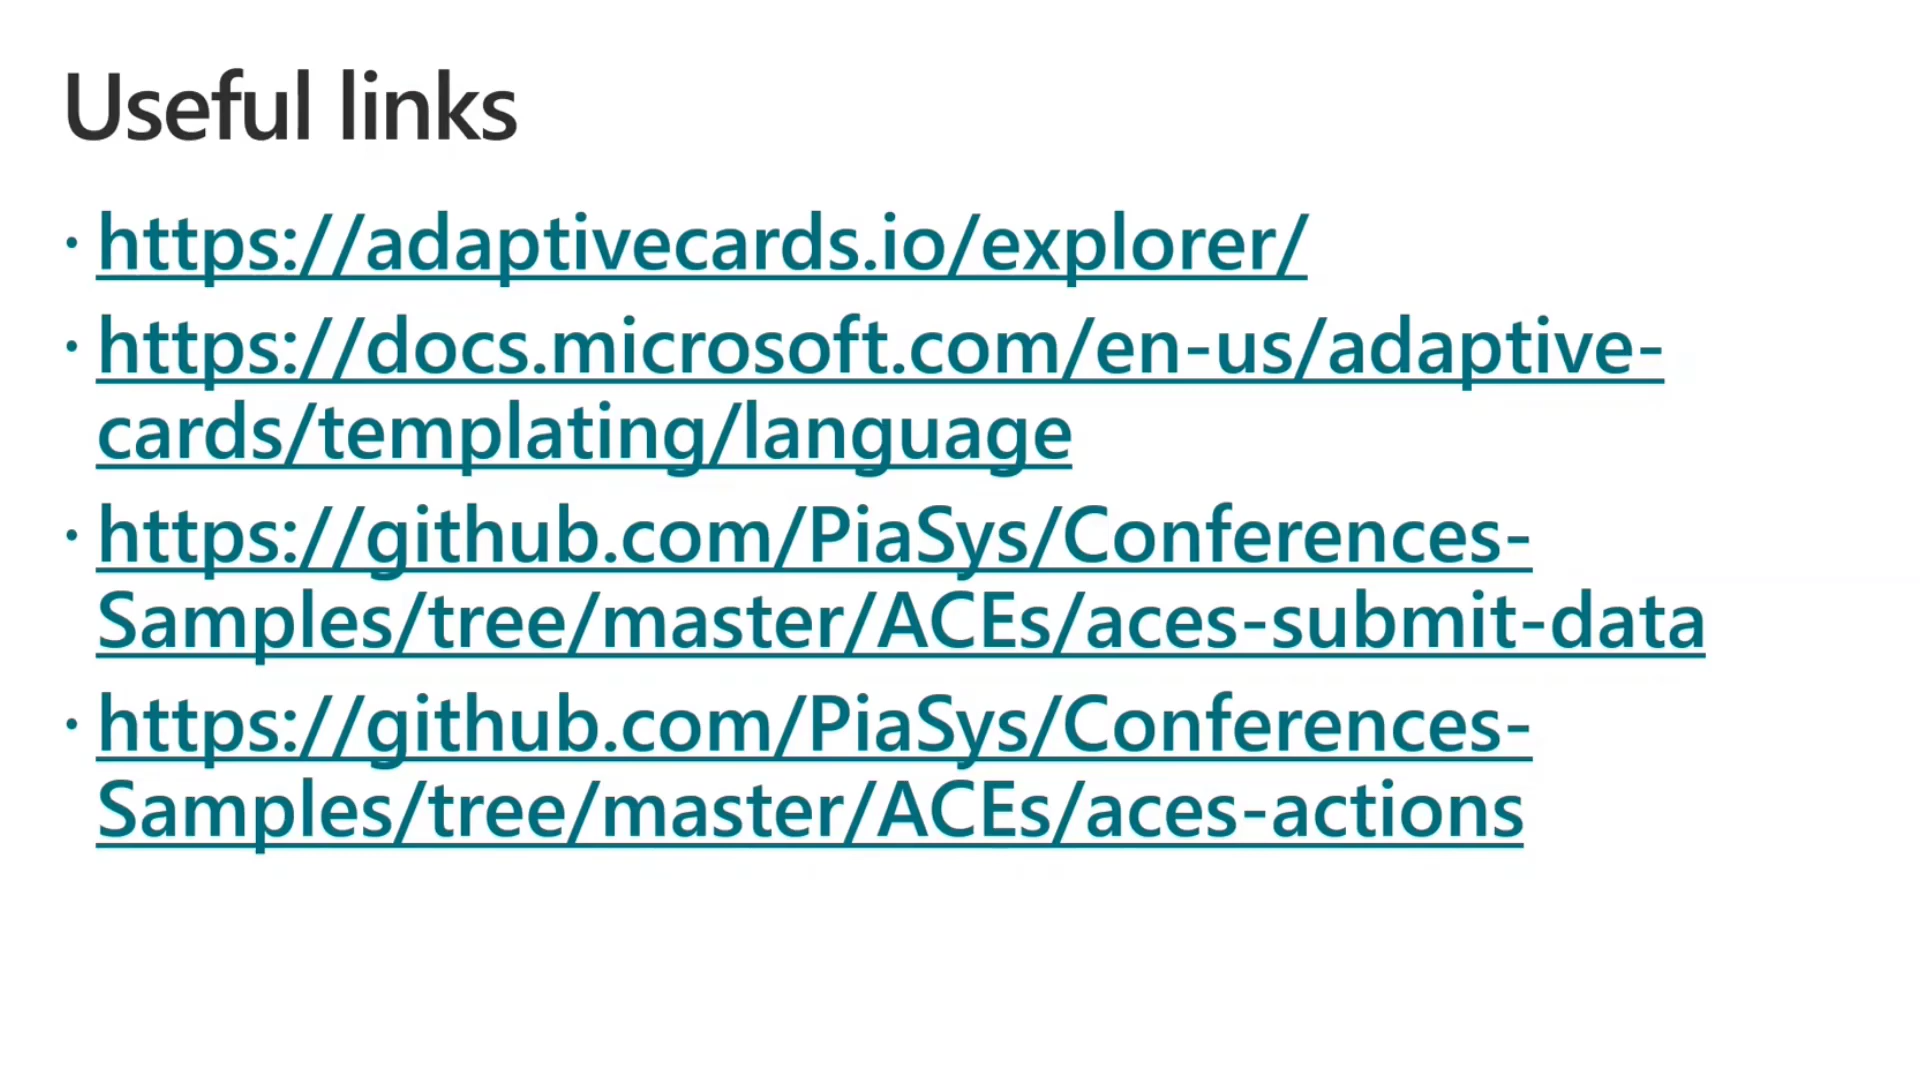 Useful links
· https://adaptivecards.io/explorer/
· https://docs.microsoft.com/en-us/adaptive-
cards/templating/language
· https://github.com/PiaSys/Conferences-
Samples/tree/master/ACEs/aces-submit-data
· https://github.com/PiaSys/Conferences-
Samples/tree/master/ACEs/aces-actions